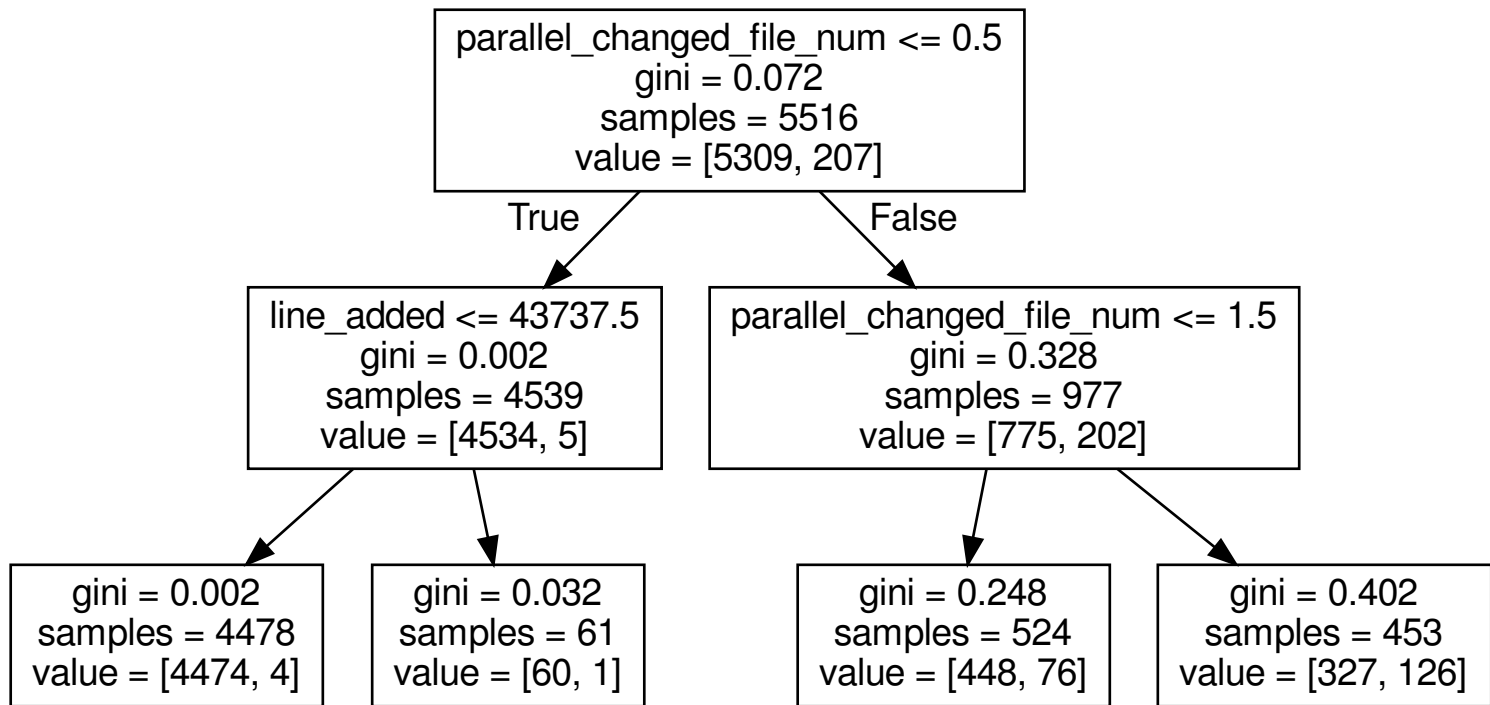 parallel_changed_file_num <= 0.5
gini = 0.072
samples = 5516
value = [5309, 207]
True
False
line_added <= 43737.5
gini = 0.002
samples = 4539
value = [4534, 5]
parallel_changed_file_num <= 1.5
gini = 0.328
samples = 977
value = [775, 202]
gini = 0.002
samples = 4478
value = [4474, 4]
gini = 0.032
samples = 61
value = [60, 1]
gini = 0.248
samples = 524
value = [448, 76]
gini = 0.402
samples = 453
value = [327, 126]